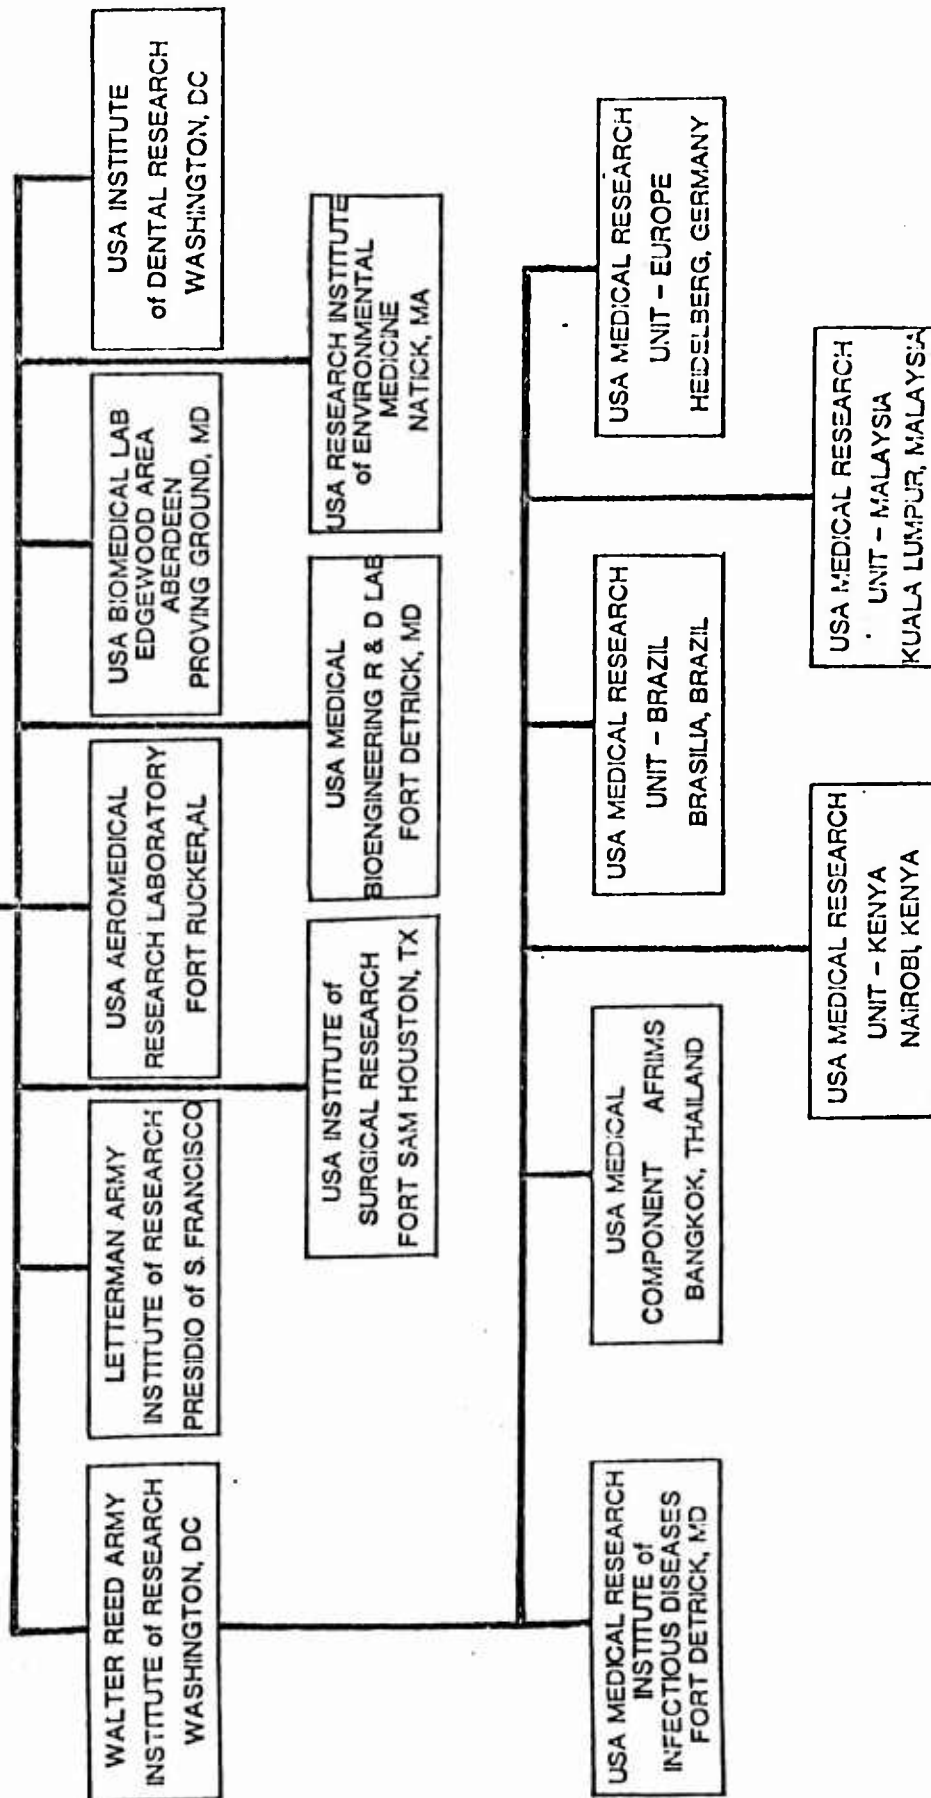 WALTER REED ARMY
INSTITUTE of RESEARCH
WASHINGTON, DC
LETTERMAN ARMY
INSTITUTE of RESEARCH
PRESIDIO of S. FRANCISCO
USA AEROMEDICAL
RESEARCH LABORATORY
FORT RUCKER,AL
USA BIOMEDICAL LAB
EDGEWOOD AREA
ABERDEEN
PROVING GROUND, MD
USA INSTITUTE
of DENTAL RESEARCH
WASHINGTON, DC
USA INSTITUTE of
SURGICAL RESEARCH
FORT SAM HOUSTON, TX
USA MEDICAL
BIOENGINEERING R & D LAB
FORT DETRICK, MD
USA RESEARCH INSTITUTE
of ENVIRONMENTAL
MEDICINE
NATICK, MA
USA MEDICAL RESEARCH
INSTITUTE of
INFECTIOUS DISEASES
FORT DETRICK, MD
USA MEDICAL
COMPONENT AFRIMS
BANGKOK, THAILAND
USA MEDICAL RESEARCH
UNIT – BRAZIL
BRASILIA, BRAZIL
USA MEDICAL RESEARCH
UNIT – EUROPE
HEIDELBERG, GERMANY
USA MEDICAL RESEARCH
UNIT – KENYA
NAIROBI, KENYA
USA MEDICAL RESEARCH
UNIT – MALAYSIA
KUALA LUMPUR, MALAYSIA